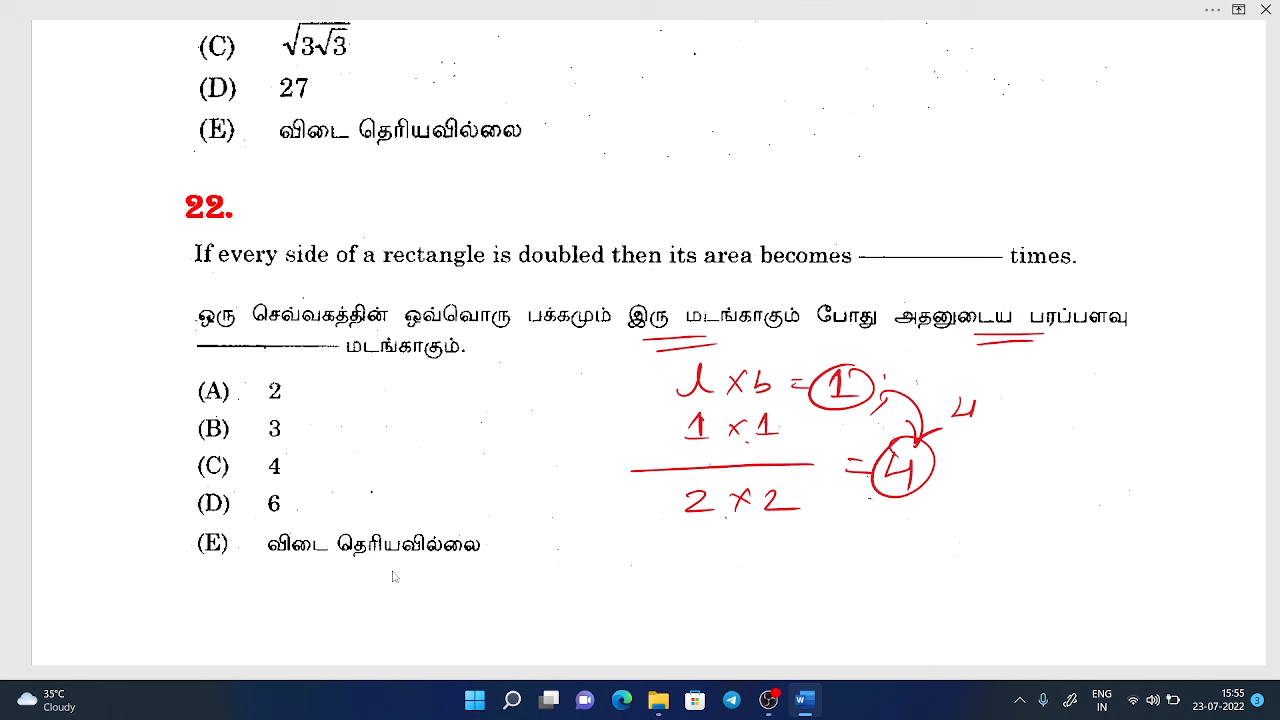 (C) √3√3
(D) 27
(E) விடை தெரியவில்லை
22.
If every side of a rectangle is doubled then its area becomes ———— times.
ஒரு செவ்வகத்தின் ஒவ்வொரு பக்கமும் இரு மடங்காகும் போது அதனுடைய பரப்பளவு
———— மடங்காகும்.
(A) 2
(B) 3
(C) 4
(D) 6
(E) விடை தெரியவில்லை
l × b = 1
1 × 1
4
= 4
2 × 2
35°C
Cloudy
ENG
IN
15:55
23-07-2022
3